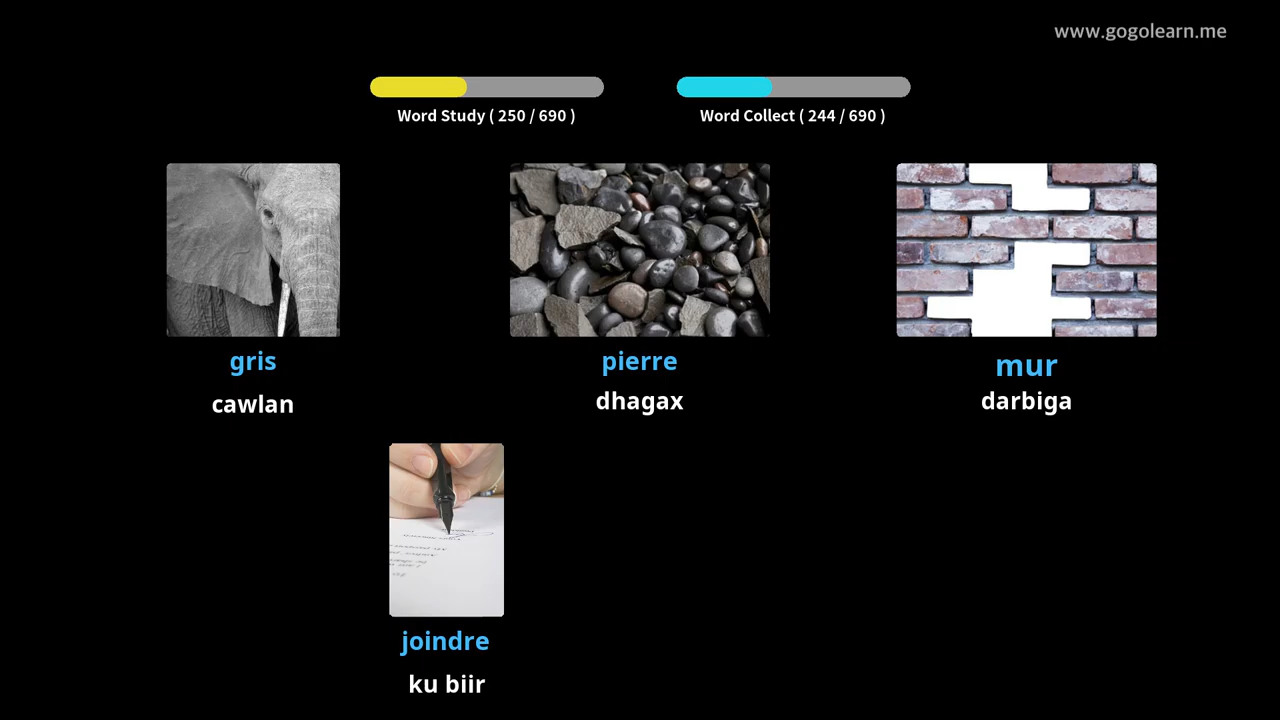 www.gogolearn.me
Word Study ( 250 / 690 )
Word Collect ( 244 / 690 )
gris
cawlan
pierre
dhagax
mur
darbiga
joindre
ku biir